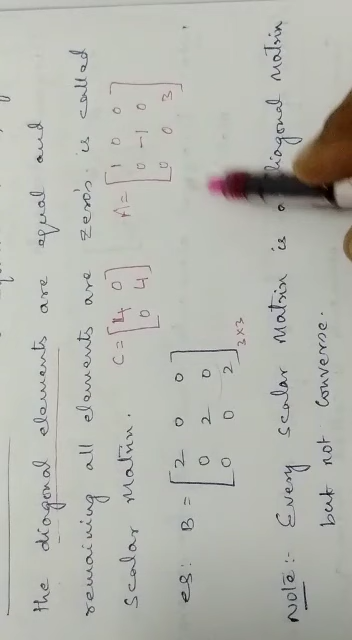 the diagonal elements are equal and
remaining all elements are zero's is called
Scalar Matrix. C = [4 0
0 4] A = [1 0 0
0 -1 0
0 0 3]
eg: B = [2 0 0
0 2 0
0 0 2] 3x3
Note:- Every Scalar Matrix is a diagonal Matrix
but not Converse.